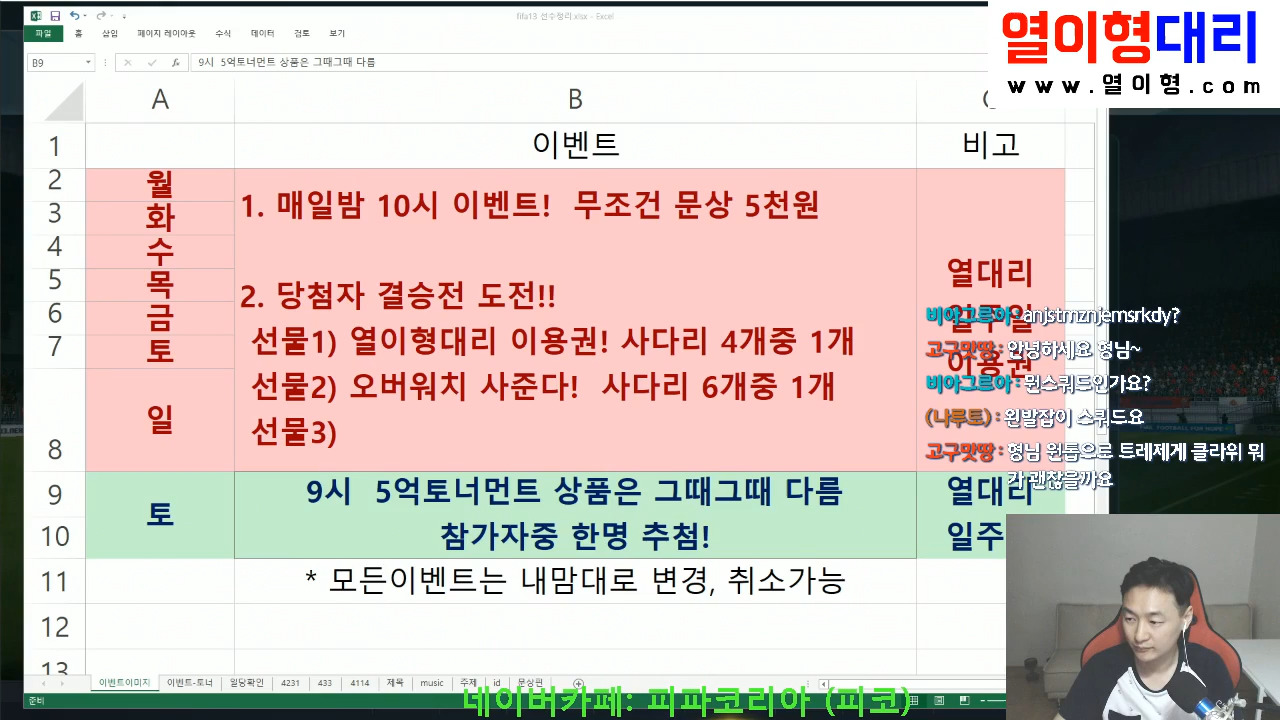 fifa13 선수정리.xlsx - Excel
파일 홈 삽입 페이지 레이아웃 수식 데이터 검토 보기
B9 fx 9시 5억토너먼트 상품은 그때그때 다름
열이형대리
www.열이형.com
A B
1 이벤트 비고
2 월
3 화
4 수
5 목
6 금
7 토
8 일
1. 매일밤 10시 이벤트! 무조건 문상 5천원
2. 당첨자 결승전 도전!!
선물1) 열이형대리 이용권! 사다리 4개중 1개
선물2) 오버워치 사준다! 사다리 6개중 1개
선물3)
열대리
일주일
이용권
비아그르아 : anjstmznjemsrkdy?
고구맛땅 : 안녕하세요 형님~
비아그르아 : 뭔스쿼드인가요?
(나루토) : 왼발잡이 스쿼드요
고구맛땅 : 형님 원톱으로 트레제게 클라위 뭐
가 괜찮을까요
9 9시 5억토너먼트 상품은 그때그때 다름 열대리
토
10 참가자중 한명 추첨! 일주
11 * 모든이벤트는 내맘대로 변경, 취소가능
12
13
이벤트이미지 이벤트-토너 월당확인 4231 433 4114 제목 music 주제 id 문상핀
준비
네이버카페: 피파코리아 (피코)